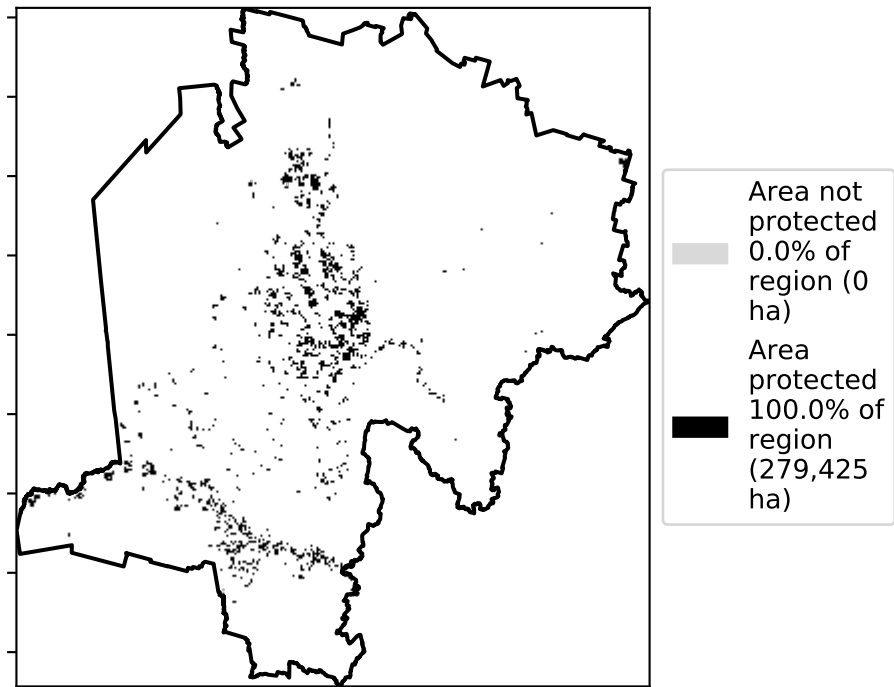 Area not
protected
0.0% of
region (0
ha)
Area
protected
100.0% of
region
(279,425
ha)